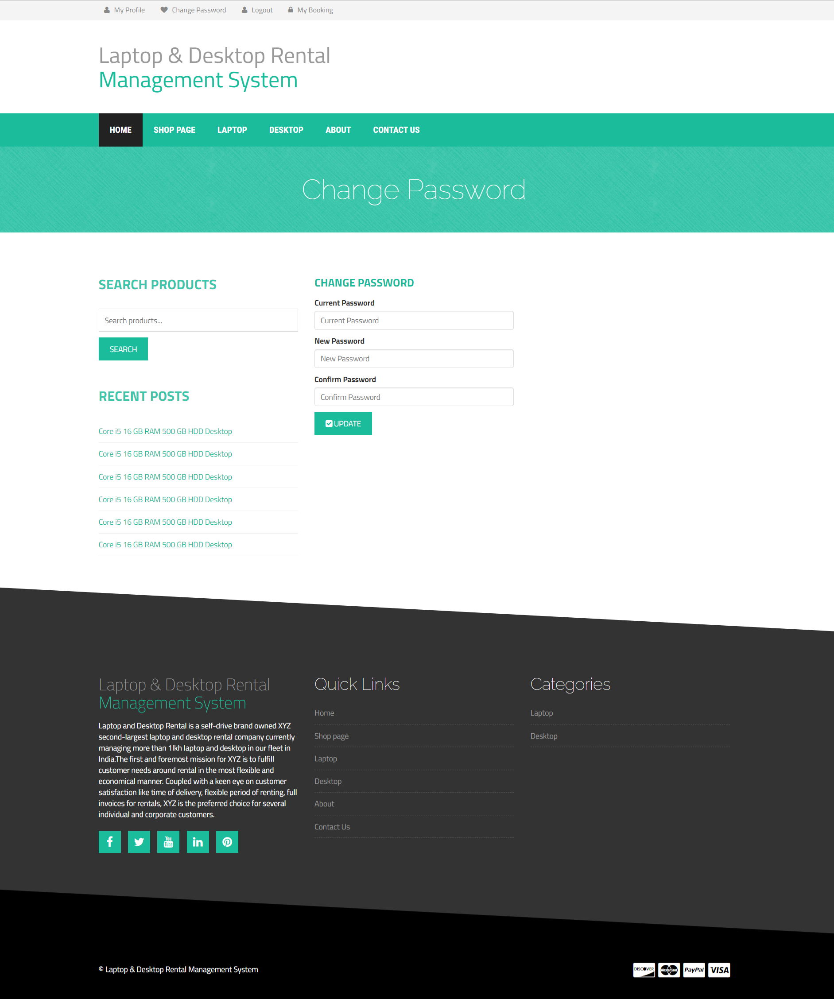 My Profile
Change Password
Logout
My Booking
Laptop & Desktop Rental
Management System
HOME
SHOP PAGE
LAPTOP
DESKTOP
ABOUT
CONTACT US
Change Password
SEARCH PRODUCTS
Search products...
SEARCH
RECENT POSTS
Core i5 16 GB RAM 500 GB HDD Desktop
Core i5 16 GB RAM 500 GB HDD Desktop
Core i5 16 GB RAM 500 GB HDD Desktop
Core i5 16 GB RAM 500 GB HDD Desktop
Core i5 16 GB RAM 500 GB HDD Desktop
Core i5 16 GB RAM 500 GB HDD Desktop
CHANGE PASSWORD
Current Password
Current Password
New Password
New Password
Confirm Password
Confirm Password
UPDATE
Laptop & Desktop Rental
Management System
Laptop and Desktop Rental is a self-drive brand owned XYZ
second-largest laptop and desktop rental company currently
managing more than 1lkh laptop and desktop in our fleet in
India.The first and foremost mission for XYZ is to fulfill
customer needs around rental in the most flexible and
economical manner. Coupled with a keen eye on customer
satisfaction like time of delivery, flexible period of renting, full
invoices for rentals, XYZ is the preferred choice for several
individual and corporate customers.
You
Tube
in
Quick Links
Home
Shop page
Laptop
Desktop
About
Contact Us
Categories
Laptop
Desktop
© Laptop & Desktop Rental Management System
DISCOVER
MasterCard
PayPal
VISA